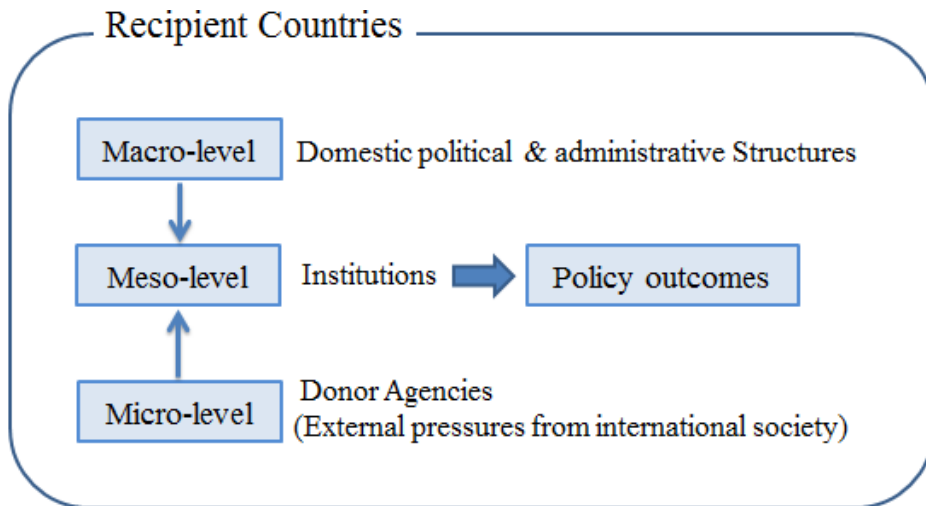 Recipient Countries
Macro-level Domestic political & administrative Structures
Meso-level Institutions Policy outcomes
Micro-level Donor Agencies
(External pressures from international society)